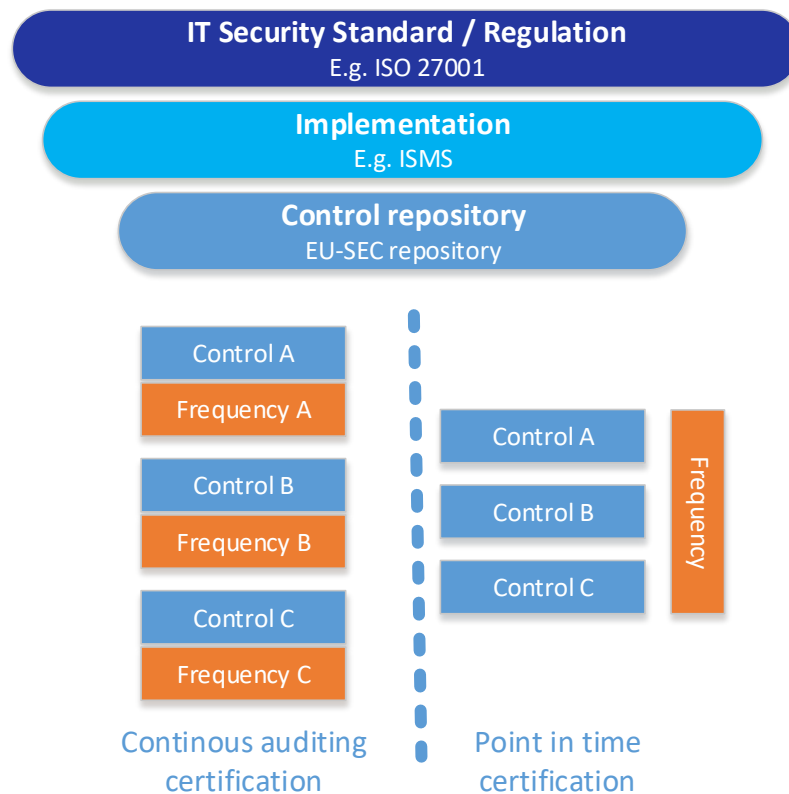 IT Security Standard / Regulation
E.g. ISO 27001
Implementation
E.g. ISMS
Control repository
EU-SEC repository
Control A
Frequency A
Control B
Frequency B
Control C
Frequency C
Continous auditing
certification
Control A
Control B
Control C
Frequency
Point in time
certification